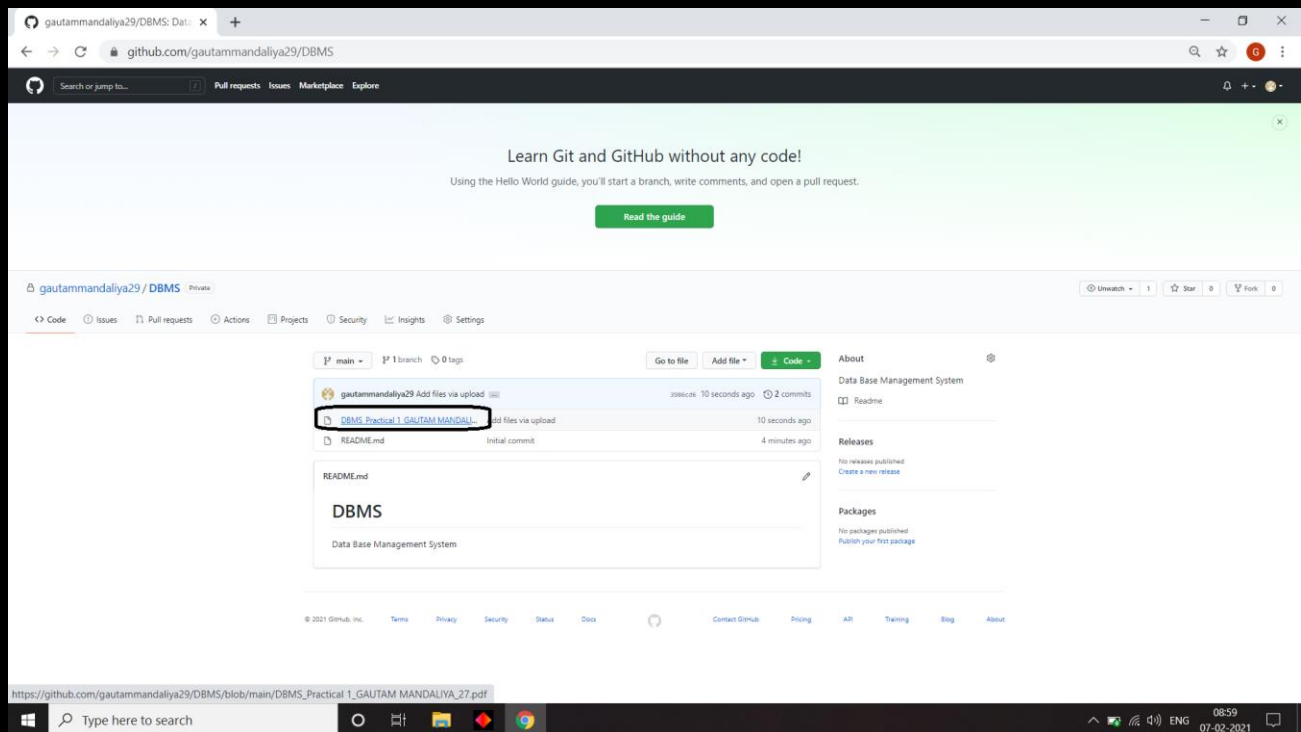 gautammandaliya29/DBMS: Data
github.com/gautammandaliya29/DBMS
G
Search or jump to... / Pull requests Issues Marketplace Explore
Learn Git and GitHub without any code!
Using the Hello World guide, you'll start a branch, write comments, and open a pull request.
Read the guide
gautammandaliya29 / DBMS Private
Unwatch 1 Star 0 Fork 0
Code Issues Pull requests Actions Projects Security Insights Settings
main 1 branch 0 tags Go to file Add file Code
About
Data Base Management System
Readme
gautammandaliya29 Add files via upload ... 10 seconds ago 2 commits
DBMS_Practical 1_GAUTAM MANDALI... dd files via upload 10 seconds ago
README.md Initial commit 4 minutes ago
Releases
No releases published
Create a new release
README.md
DBMS
Data Base Management System
Packages
No packages published
Publish your first package
© 2021 GitHub, Inc. Terms Privacy Security Status Docs Contact GitHub Pricing API Training Blog About
https://github.com/gautammandaliya29/DBMS/blob/main/DBMS_Practical 1_GAUTAM MANDALIYA_27.pdf
Type here to search
ENG
08:59
07-02-2021